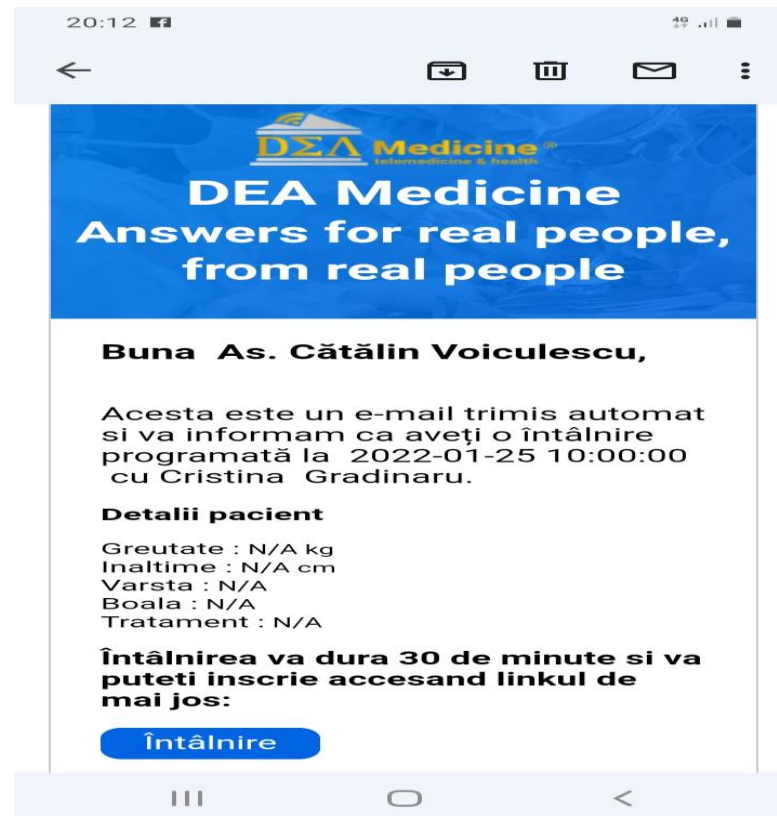 20:12
4G
DΣΛ Medicine®
telemedicine & health
DEA Medicine
Answers for real people,
from real people
Buna As. Cătălin Voiculescu,
Acesta este un e-mail trimis automat
si va informam ca aveți o întâlnire
programată la 2022-01-25 10:00:00
cu Cristina Gradinaru.
Detalii pacient
Greutate : N/A kg
Inaltime : N/A cm
Varsta : N/A
Boala : N/A
Tratament : N/A
Întâlnirea va dura 30 de minute si va
puteti inscrie accesand linkul de
mai jos:
Întâlnire